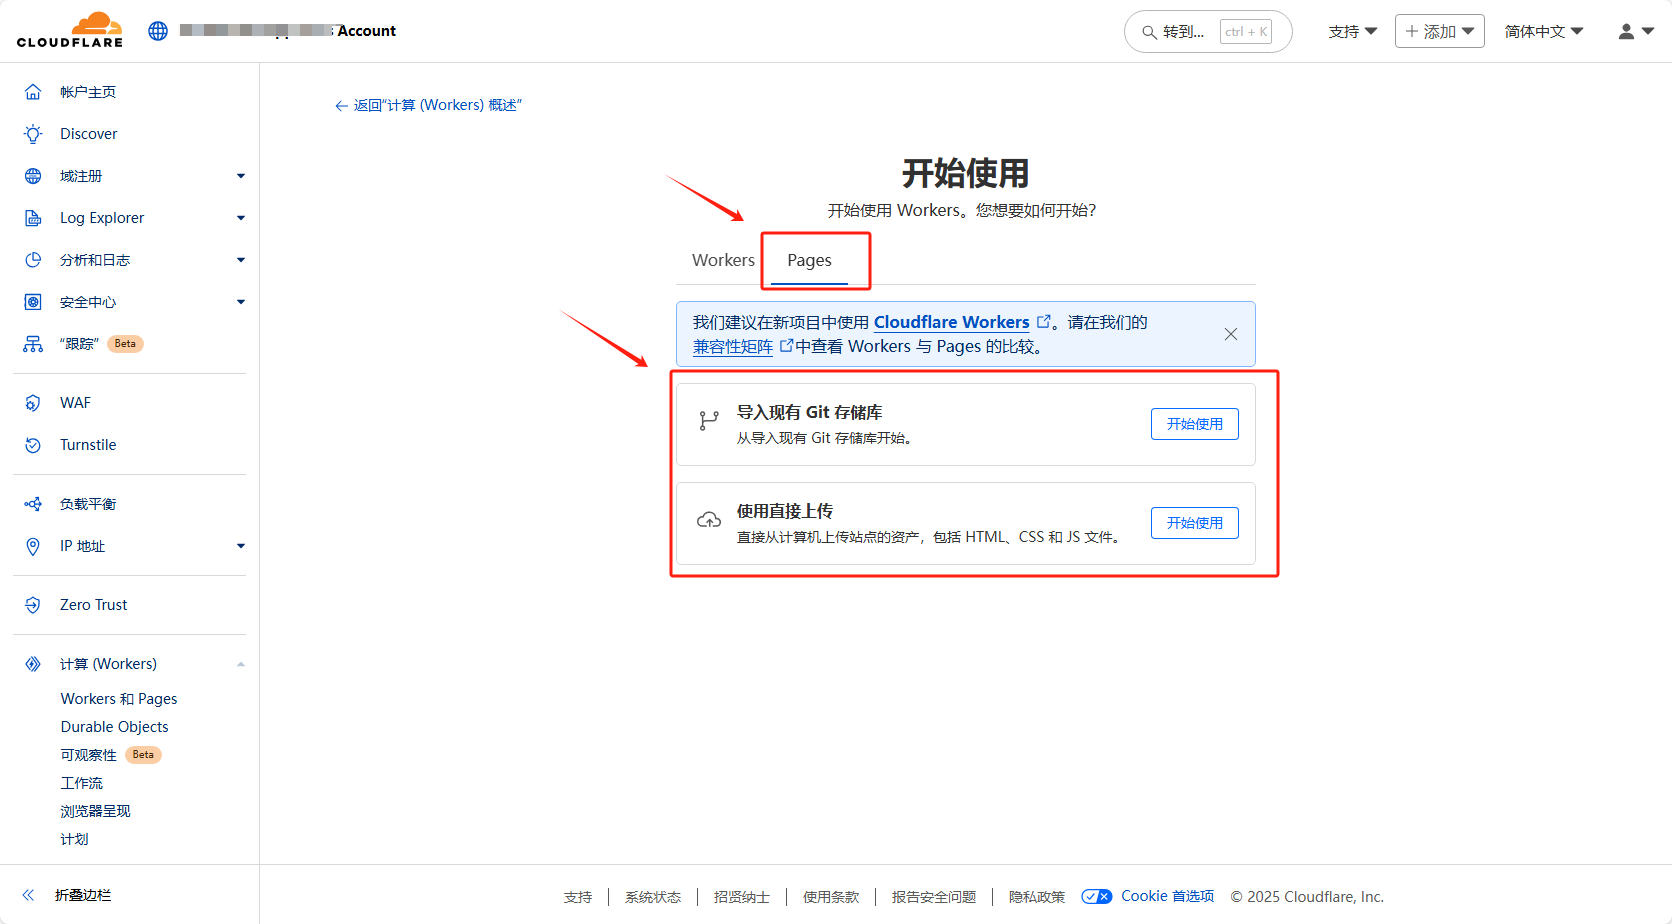 CLOUDFLARE
Account
转到... ctrl + K
支持
添加
简体中文
帐户主页
Discover
域注册
Log Explorer
分析和日志
安全中心
“跟踪” Beta
WAF
Turnstile
负载平衡
IP 地址
Zero Trust
计算 (Workers)
Workers 和 Pages
Durable Objects
可观察性 Beta
工作流
浏览器呈现
计划
折叠边栏
返回“计算 (Workers) 概述”
开始使用
开始使用 Workers。您想要如何开始？
Workers Pages
我们建议在新项目中使用 Cloudflare Workers 。请在我们的
兼容性矩阵 中查看 Workers 与 Pages 的比较。
导入现有 Git 存储库
从导入现有 Git 存储库开始。
开始使用
使用直接上传
直接从计算机上传站点的资产，包括 HTML、CSS 和 JS 文件。
开始使用
支持 | 系统状态 | 招贤纳士 | 使用条款 | 报告安全问题 | 隐私政策 Cookie 首选项 © 2025 Cloudflare, Inc.